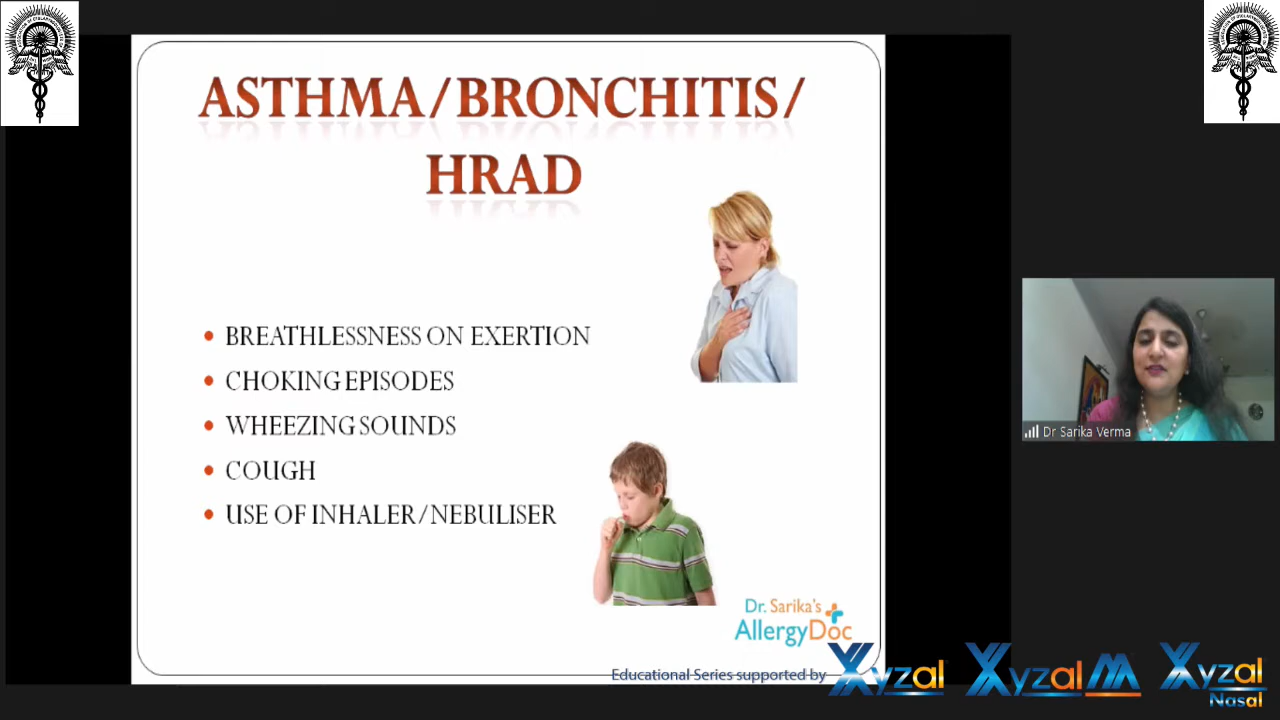 ASTHMA/BRONCHITIS/
HRAD
• BREATHLESSNESS ON EXERTION
• CHOKING EPISODES
• WHEEZING SOUNDS
• COUGH
• USE OF INHALER/NEBULISER
Dr Sarika Verma
Dr. Sarika's
AllergyDoc
Educational Series supported by
Xyzal
Xyzal M
Xyzal
Nasal